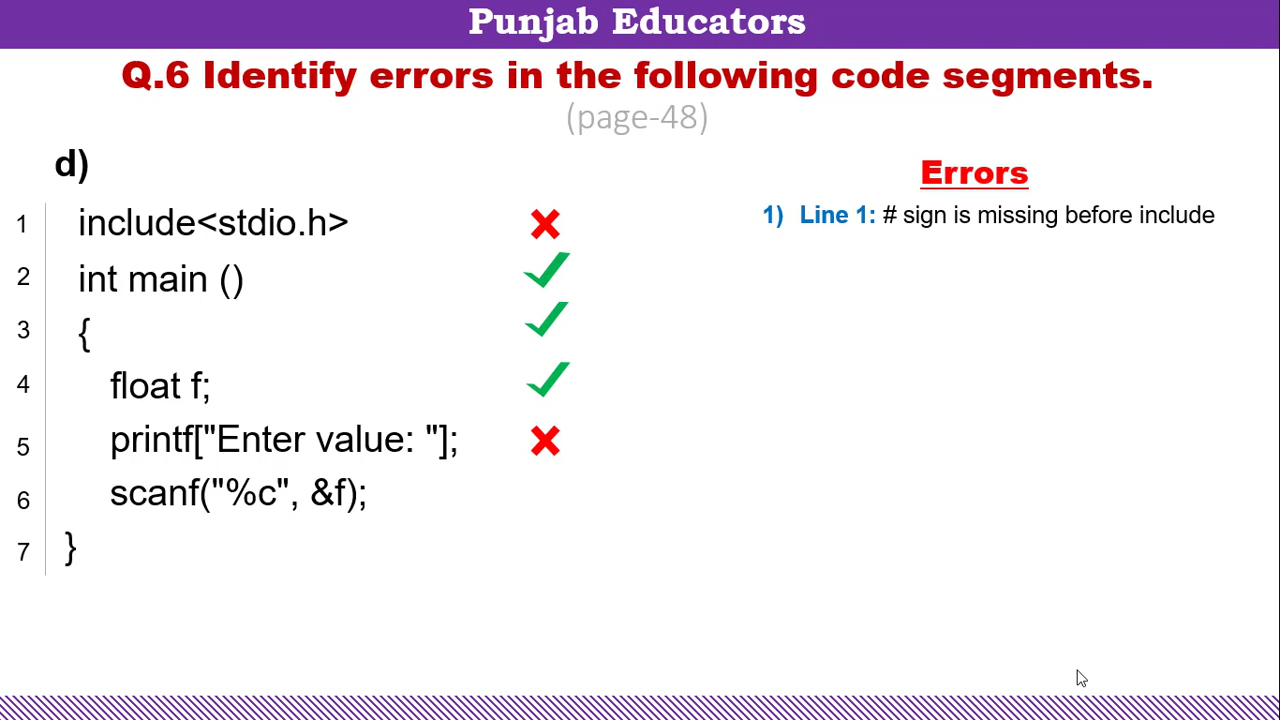 Punjab Educators
Q.6 Identify errors in the following code segments.
(page-48)
d)
Errors
1) Line 1: # sign is missing before include
1 include<stdio.h>
2 int main ()
3 {
4 float f;
5 printf["Enter value: "];
6 scanf("%c", &f);
7 }